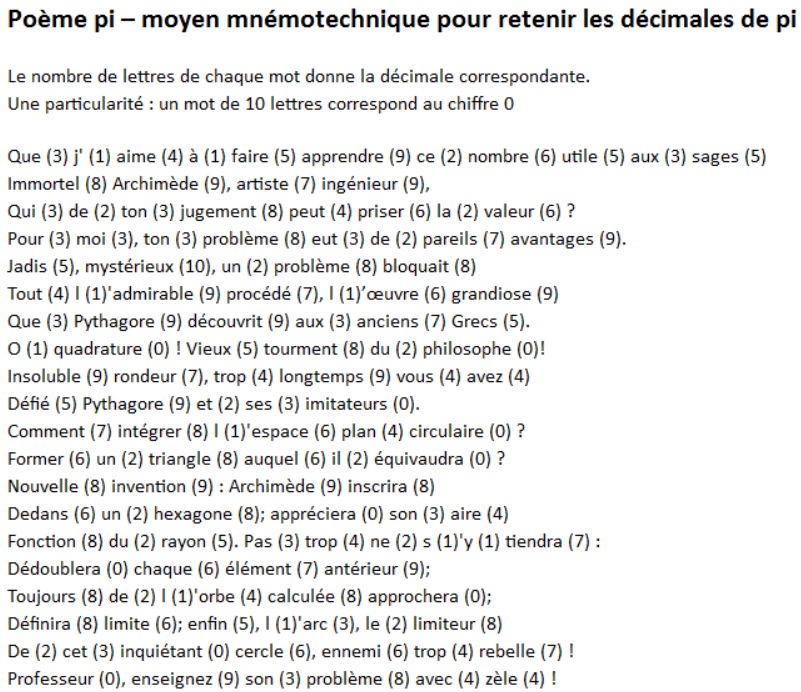 Poème pi – moyen mnémotechnique pour retenir les décimales de pi
Le nombre de lettres de chaque mot donne la décimale correspondante.
Une particularité : un mot de 10 lettres correspond au chiffre 0
Que (3) j' (1) aime (4) à (1) faire (5) apprendre (9) ce (2) nombre (6) utile (5) aux (3) sages (5)
Immortel (8) Archimède (9), artiste (7) ingénieur (9),
Qui (3) de (2) ton (3) jugement (8) peut (4) priser (6) la (2) valeur (6) ?
Pour (3) moi (3), ton (3) problème (8) eut (3) de (2) pareils (7) avantages (9).
Jadis (5), mystérieux (10), un (2) problème (8) bloquait (8)
Tout (4) l (1)'admirable (9) procédé (7), l (1)’œuvre (6) grandiose (9)
Que (3) Pythagore (9) découvrit (9) aux (3) anciens (7) Grecs (5).
O (1) quadrature (0) ! Vieux (5) tourment (8) du (2) philosophe (0)!
Insoluble (9) rondeur (7), trop (4) longtemps (9) vous (4) avez (4)
Défié (5) Pythagore (9) et (2) ses (3) imitateurs (0).
Comment (7) intégrer (8) l (1)'espace (6) plan (4) circulaire (0) ?
Former (6) un (2) triangle (8) auquel (6) il (2) équivaudra (0) ?
Nouvelle (8) invention (9) : Archimède (9) inscrira (8)
Dedans (6) un (2) hexagone (8); appréciera (0) son (3) aire (4)
Fonction (8) du (2) rayon (5). Pas (3) trop (4) ne (2) s (1)'y (1) tiendra (7) :
Dédoublera (0) chaque (6) élément (7) antérieur (9);
Toujours (8) de (2) l (1)'orbe (4) calculée (8) approchera (0);
Définira (8) limite (6); enfin (5), l (1)'arc (3), le (2) limiteur (8)
De (2) cet (3) inquiétant (0) cercle (6), ennemi (6) trop (4) rebelle (7) !
Professeur (0), enseignez (9) son (3) problème (8) avec (4) zèle (4) !